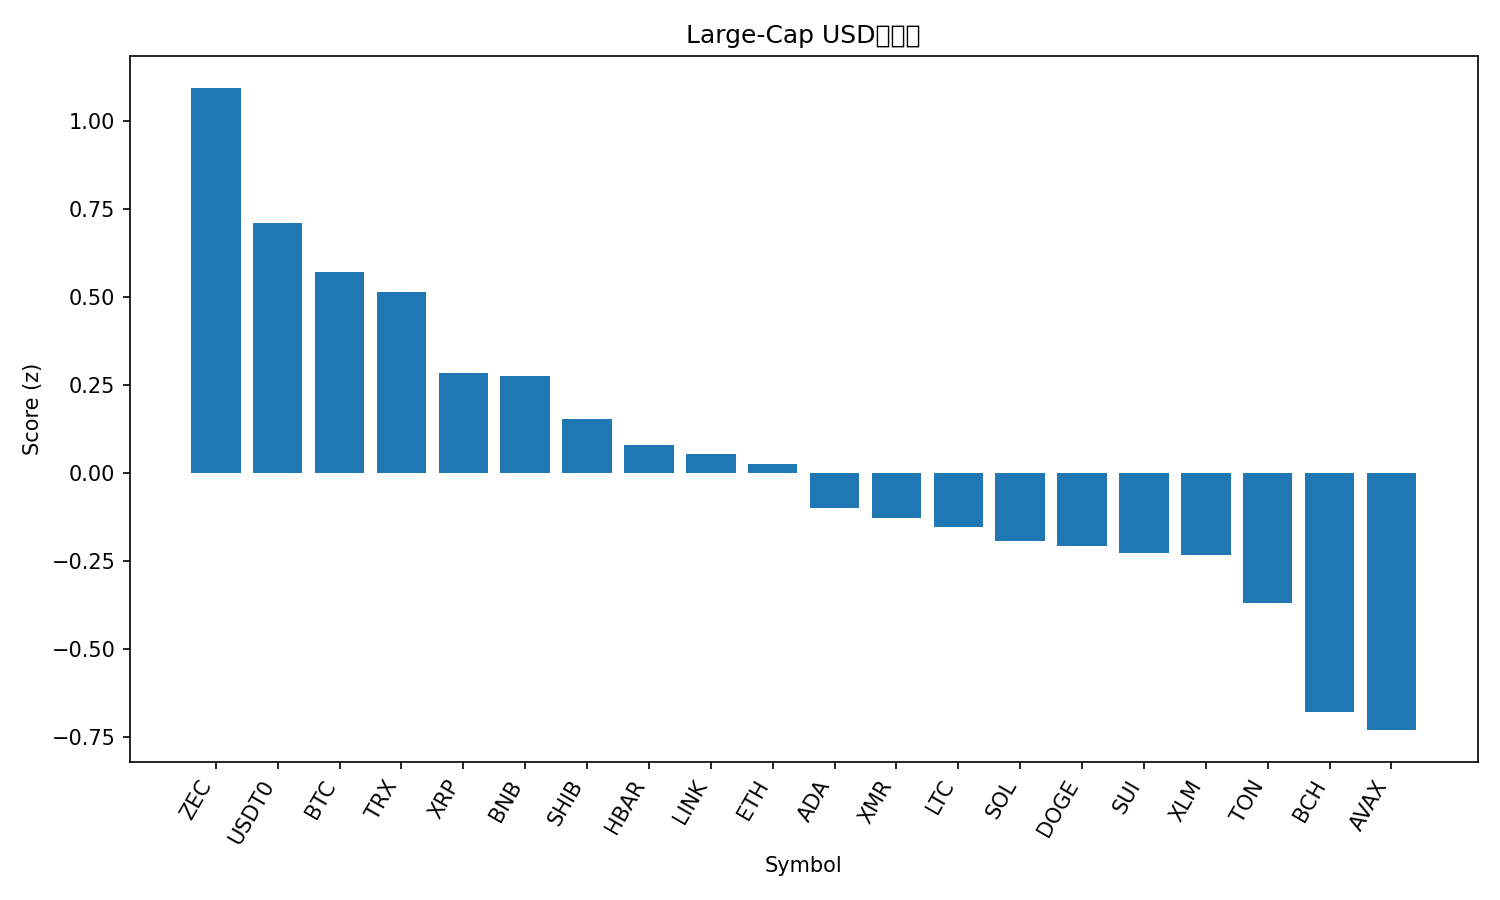 Large-Cap USD
Score (z)
1.00
0.75
0.50
0.25
0.00
−0.25
−0.50
−0.75
ZEC
USDT0
BTC
TRX
XRP
BNB
SHIB
HBAR
LINK
ETH
ADA
XMR
LTC
SOL
DOGE
SUI
XLM
TON
BCH
AVAX
Symbol